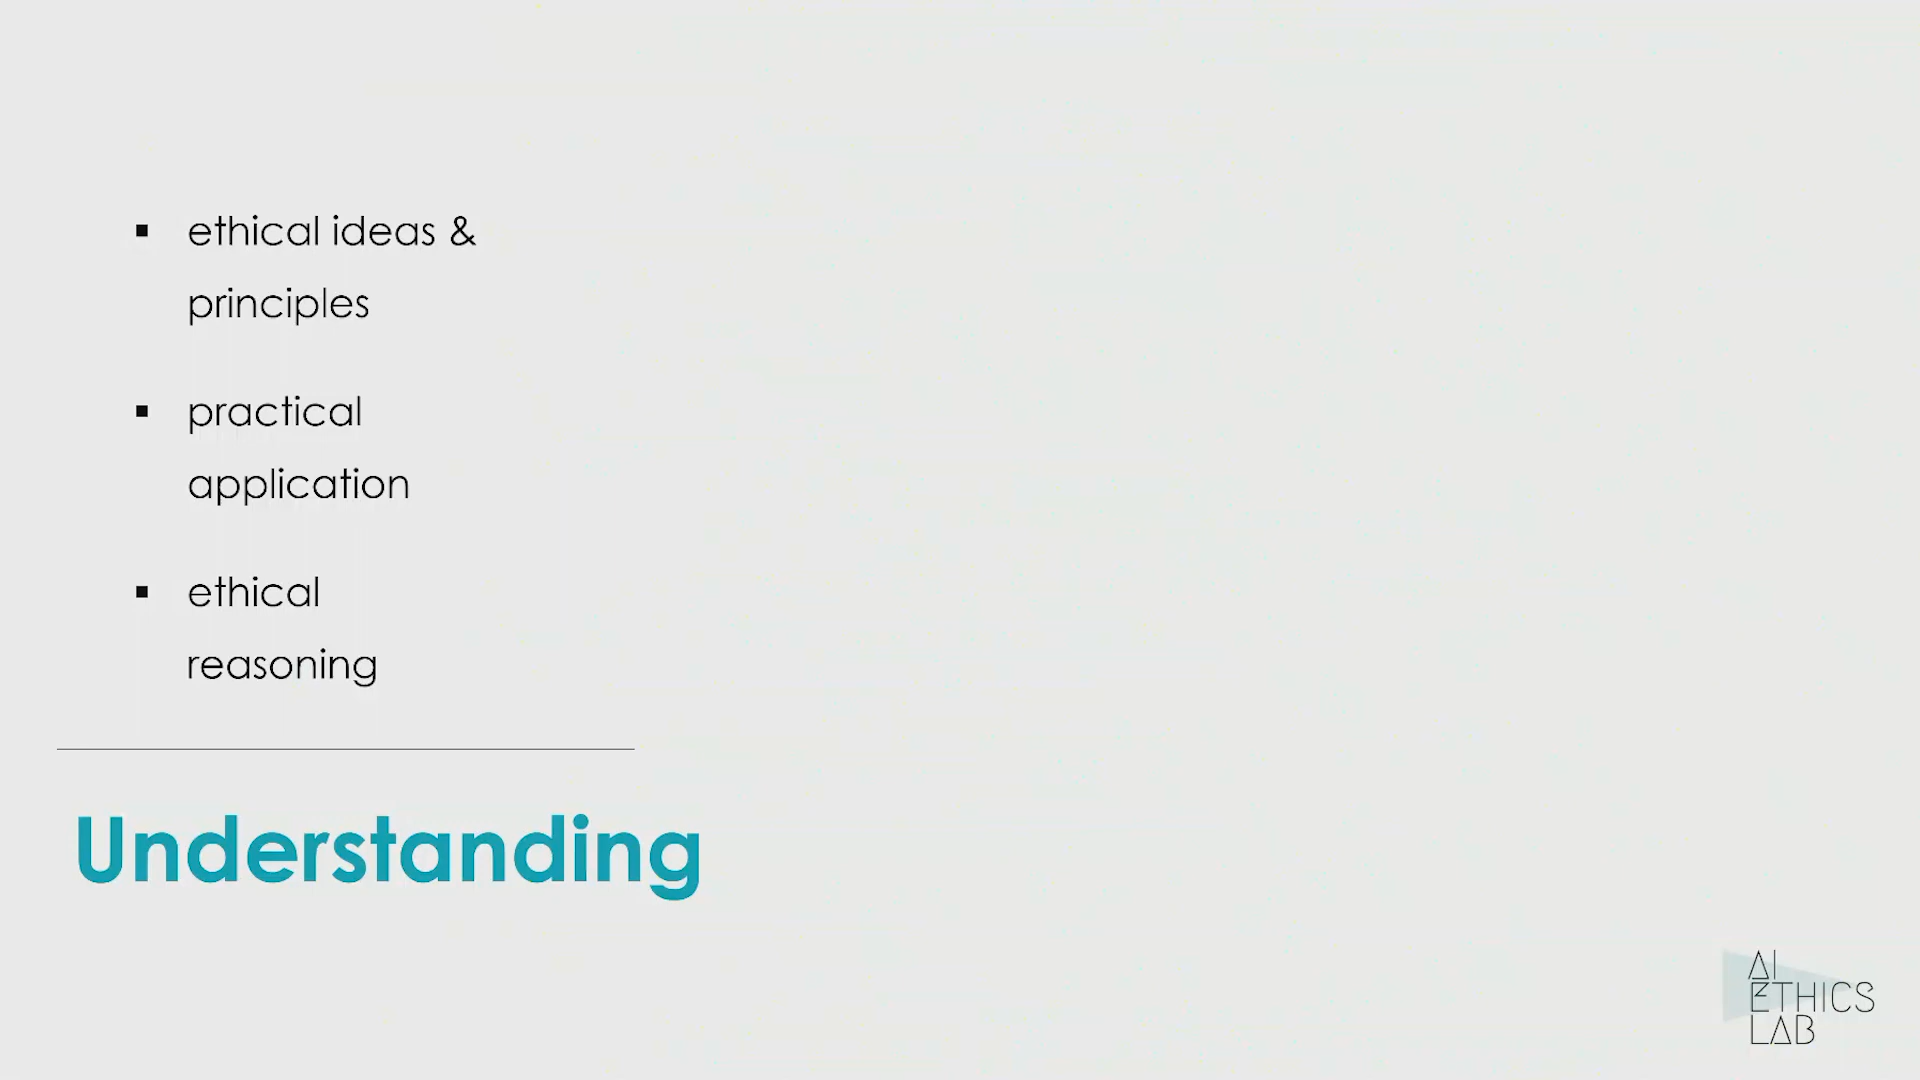 ▪ ethical ideas &
principles
▪ practical
application
▪ ethical
reasoning
Understanding
AI
ETHICS
LAB